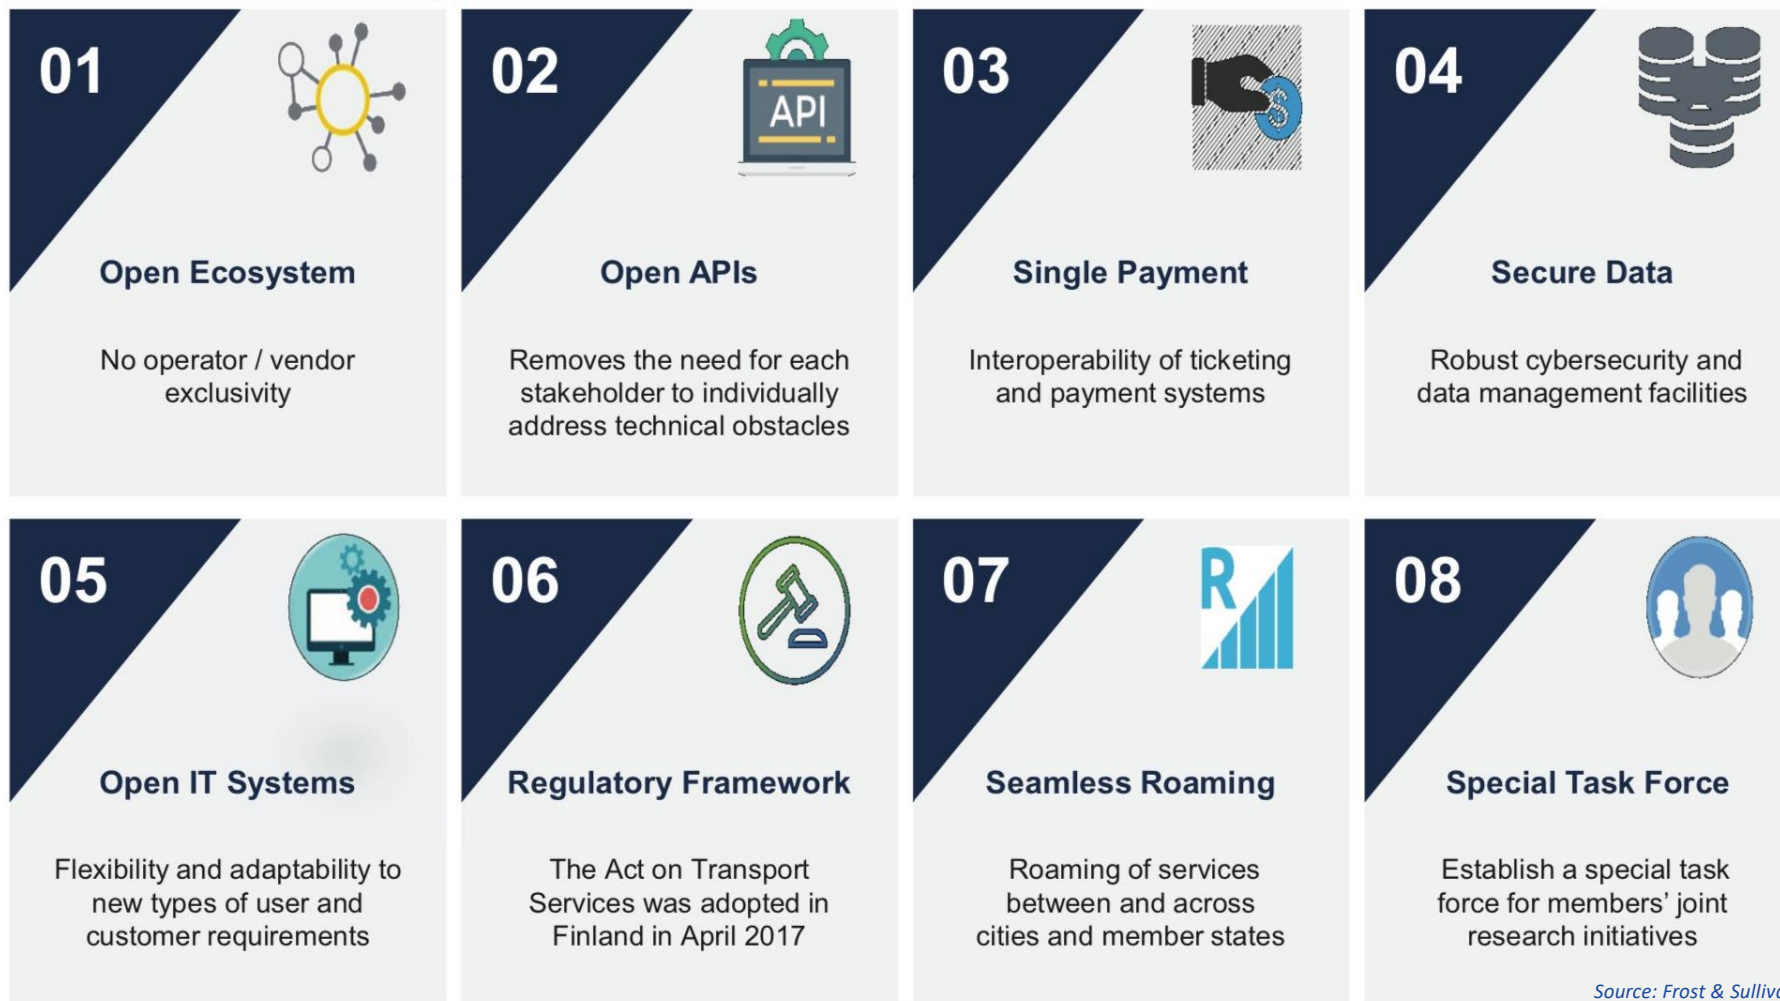 01
Open Ecosystem
No operator / vendor
exclusivity
02
API
Open APIs
Removes the need for each
stakeholder to individually
address technical obstacles
03
$
Single Payment
Interoperability of ticketing
and payment systems
04
Secure Data
Robust cybersecurity and
data management facilities
05
Open IT Systems
Flexibility and adaptability to
new types of user and
customer requirements
06
Regulatory Framework
The Act on Transport
Services was adopted in
Finland in April 2017
07
R
Seamless Roaming
Roaming of services
between and across
cities and member states
08
Special Task Force
Establish a special task
force for members’ joint
research initiatives
Source: Frost &